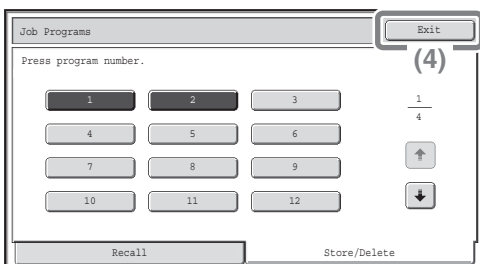 Job Programs
Exit
(4)
Press program number.
1 2 3
1
4
4 5 6
7 8 9
10 11 12
Recall
Store/Delete